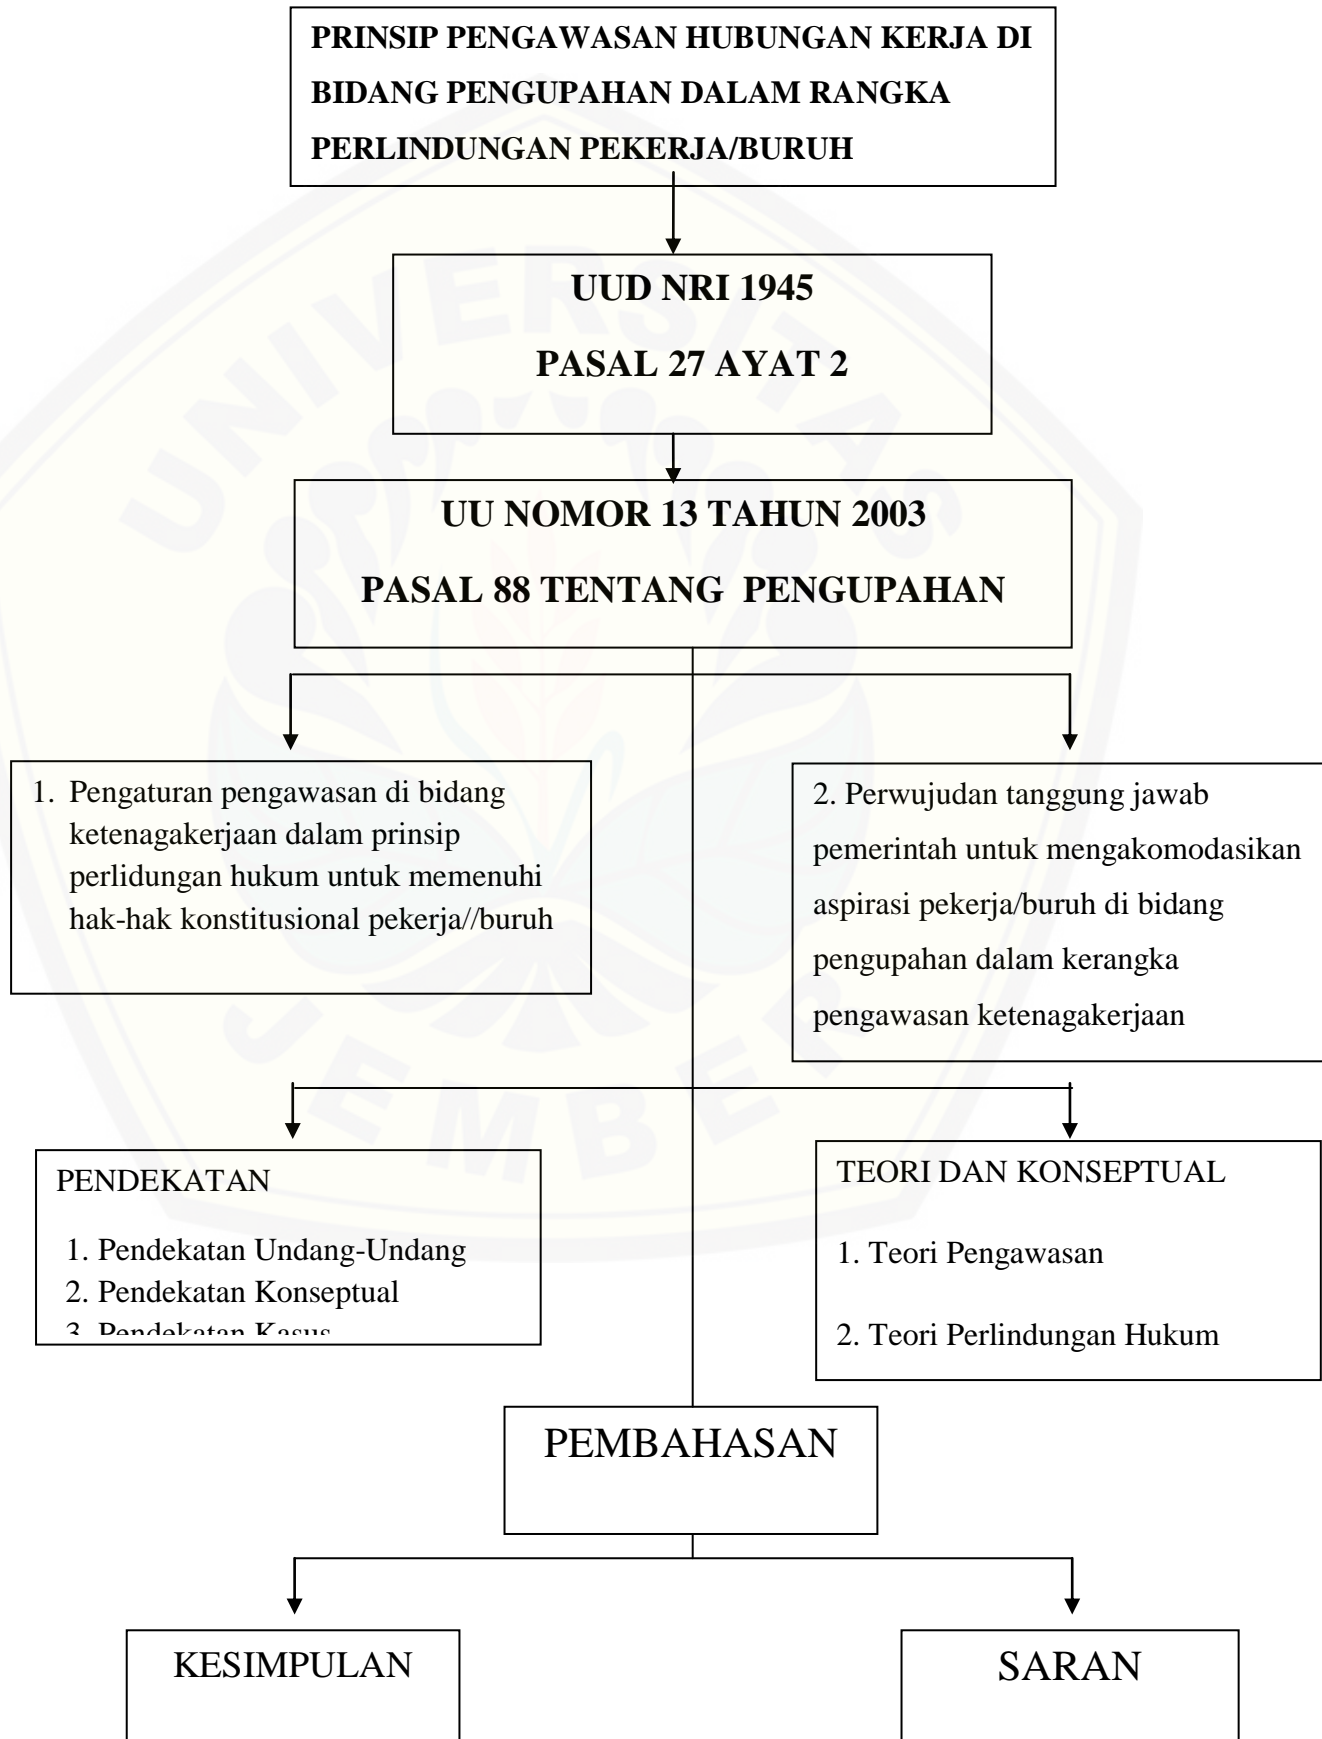 PRINSIP PENGAWASAN HUBUNGAN KERJA DI
BIDANG PENGUPAHAN DALAM RANGKA
PERLINDUNGAN PEKERJA/BURUH
UUD NRI 1945
PASAL 27 AYAT 2
UU NOMOR 13 TAHUN 2003
PASAL 88 TENTANG PENGUPAHAN
1. Pengaturan pengawasan di bidang
ketenagakerjaan dalam prinsip
perlidungan hukum untuk memenuhi
hak-hak konstitusional pekerja//buruh
2. Perwujudan tanggung jawab
pemerintah untuk mengakomodasikan
aspirasi pekerja/buruh di bidang
pengupahan dalam kerangka
pengawasan ketenagakerjaan
PENDEKATAN
1. Pendekatan Undang-Undang
2. Pendekatan Konseptual
3. Pendekatan Kasus
TEORI DAN KONSEPTUAL
1. Teori Pengawasan
2. Teori Perlindungan Hukum
PEMBAHASAN
KESIMPULAN
SARAN
UNIVERSITAS
JEMBER